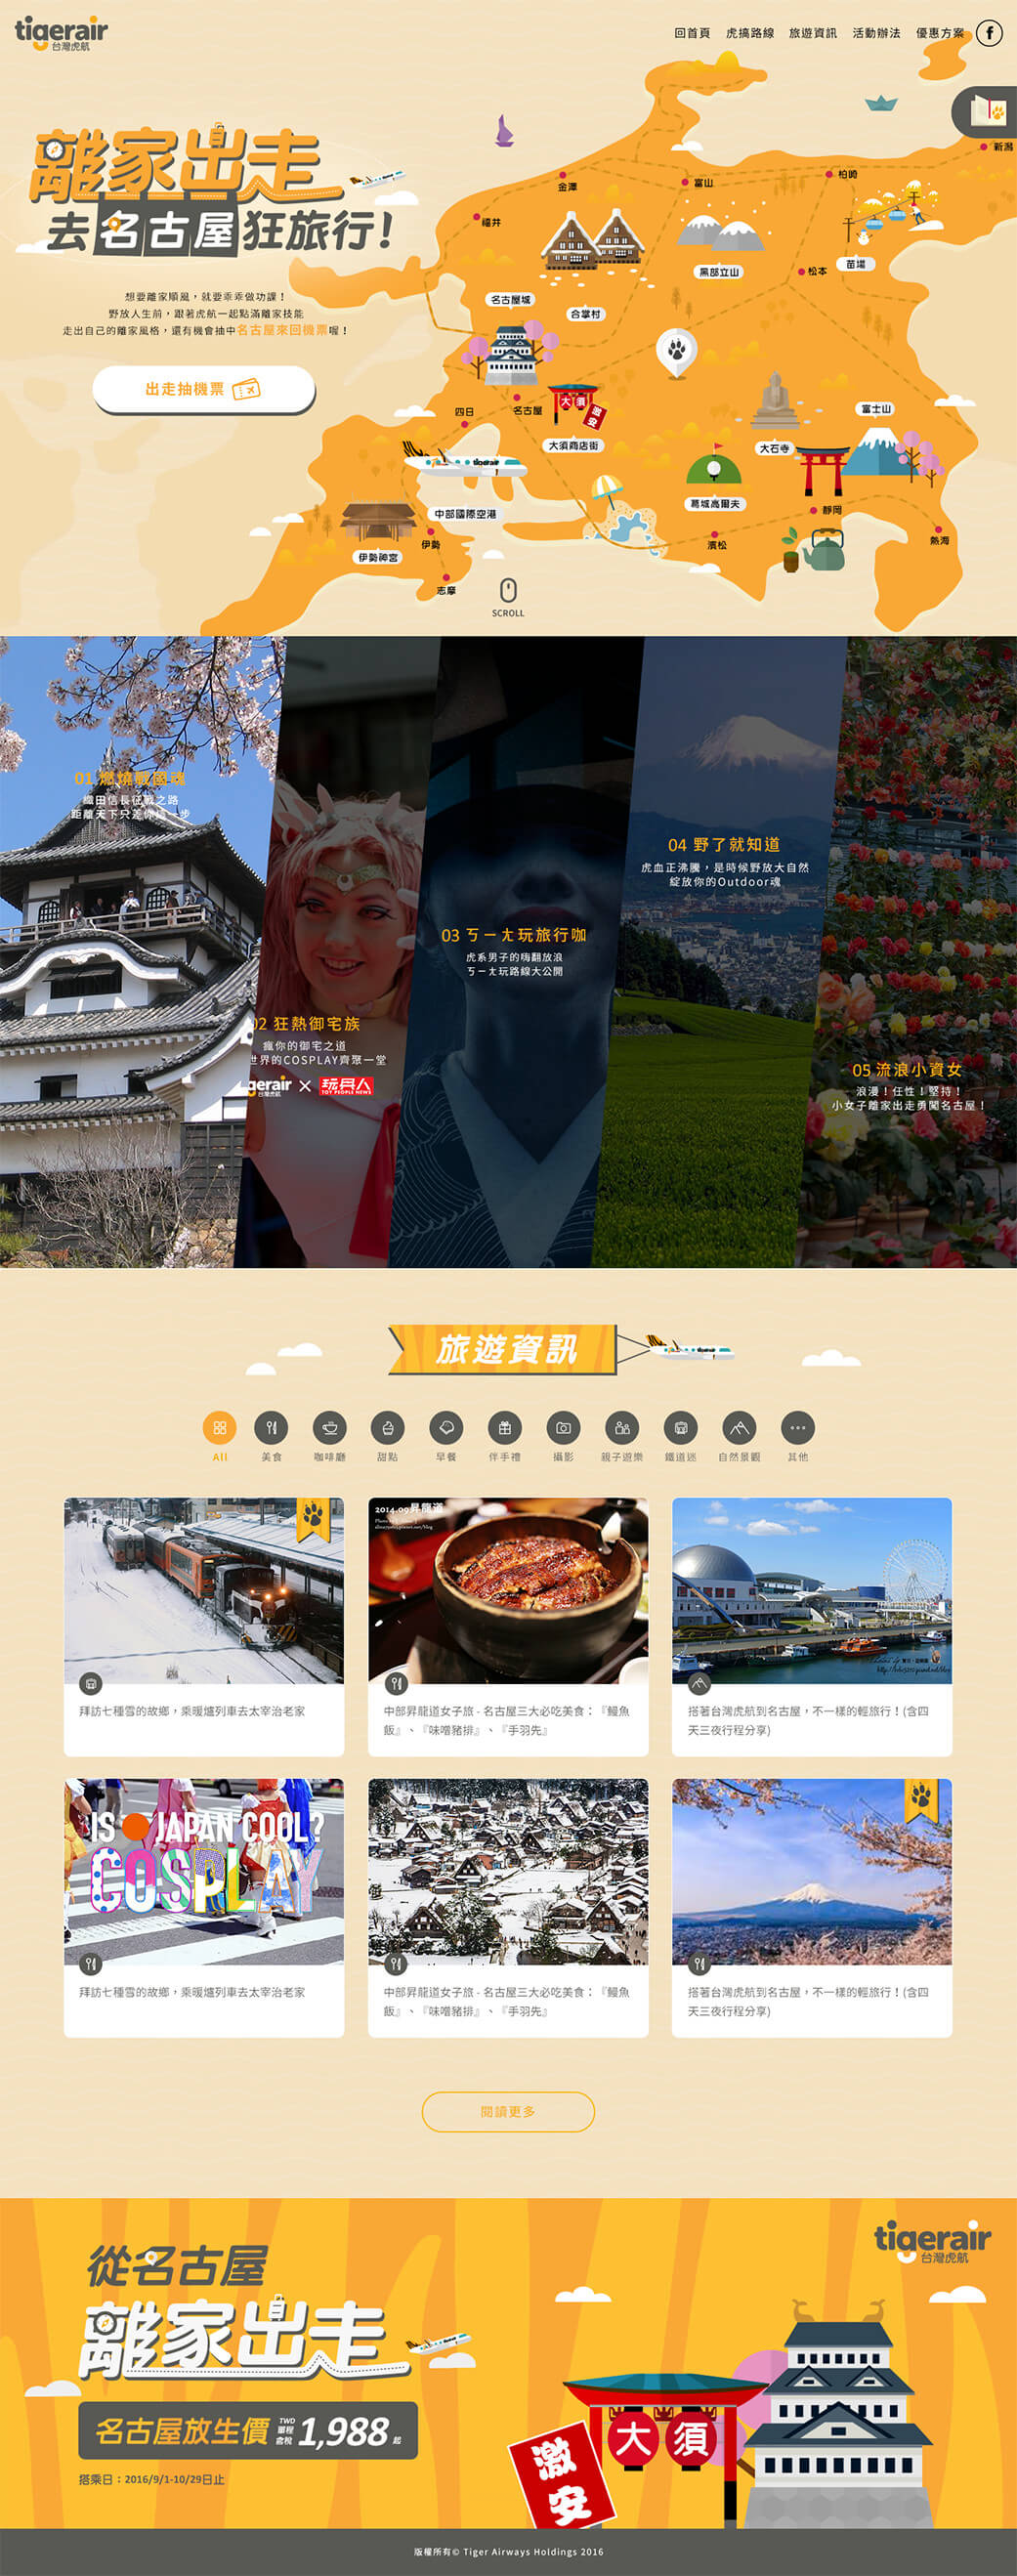 tigerair
台灣虎航
回首頁
虎搞路線
旅遊資訊
活動辦法
優惠方案
離家出走
去名古屋狂旅行!
想要離家順風，就要乖乖做功課！
野放人生前，跟著虎航一起點滿離家技能
走出自己的離家風格，還有機會抽中名古屋來回機票喔！
出走抽機票
新潟
柏崎
富山
金澤
福井
苗場
松本
黑部立山
名古屋城
合掌村
四日
名古屋
大須
激安
大須商店街
富士山
大石寺
tigerair
中部國際空港
葛城高爾夫
靜岡
伊勢
濱松
熱海
伊勢神宮
志摩
SCROLL
01 燃燒戰國魂
織田信長征戰之路
04 野了就知道
虎血正沸騰，是時候野放大自然
綻放你的Outdoor魂
03 ㄎㄧㄤ玩旅行咖
虎系男子的嗨翻放浪
ㄎㄧㄤ玩路線大公開
02 狂熱御宅族
瘋你的御宅之道
世界的COSPLAY齊聚一堂
gerair
台灣虎航
×
玩具人
TOY PEOPLE NEWS
05 流浪小資女
浪漫！任性！堅持！
小女子離家出走勇闖名古屋！
旅遊資訊
tigerair
All
美食
咖啡廳
甜點
早餐
伴手禮
攝影
親子遊樂
鐵道迷
自然景觀
其他
2014.09昇龍道
拜訪七種雪的故鄉，乘暖爐列車去太宰治老家
中部昇龍道女子旅 - 名古屋三大必吃美食：『鰻魚
飯』、『味噌豬排』、『手羽先』
搭著台灣虎航到名古屋，不一樣的輕旅行！(含四
天三夜行程分享)
IS JAPAN COOL?
COSPLAY
拜訪七種雪的故鄉，乘暖爐列車去太宰治老家
中部昇龍道女子旅 - 名古屋三大必吃美食：『鰻魚
飯』、『味噌豬排』、『手羽先』
搭著台灣虎航到名古屋，不一樣的輕旅行！(含四
天三夜行程分享)
閱讀更多
tigerair
台灣虎航
從名古屋
離家出走
名古屋放生價 TWD 單程含稅 1,988 起
搭乘日：2016/9/1-10/29日止
大須
激安
版權所有© Tiger Airways Holdings 2016